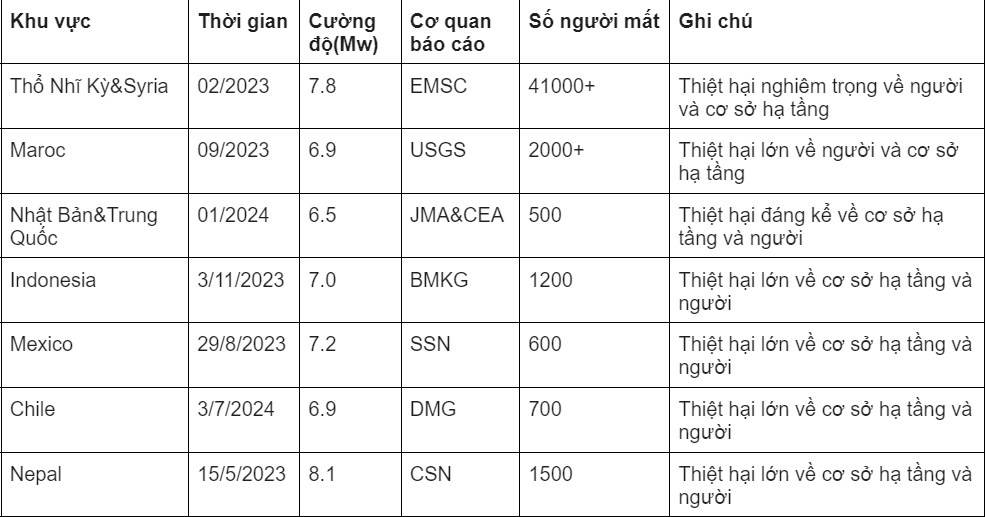 Khu vực Thời gian Cường Cơ quan Số người mất Ghi chú
độ(Mw) báo cáo
Thổ Nhĩ Kỳ&Syria 02/2023 7.8 EMSC 41000+ Thiệt hại nghiêm trọng về người
và cơ sở hạ tầng
Maroc 09/2023 6.9 USGS 2000+ Thiệt hại lớn về người và cơ sở
hạ tầng
Nhật Bản&Trung 01/2024 6.5 JMA&CEA 500 Thiệt hại đáng kể về cơ sở hạ
Quốc tầng và người
Indonesia 3/11/2023 7.0 BMKG 1200 Thiệt hại lớn về cơ sở hạ tầng và
người
Mexico 29/8/2023 7.2 SSN 600 Thiệt hại lớn về cơ sở hạ tầng và
người
Chile 3/7/2024 6.9 DMG 700 Thiệt hại lớn về cơ sở hạ tầng và
người
Nepal 15/5/2023 8.1 CSN 1500 Thiệt hại lớn về cơ sở hạ tầng và
người